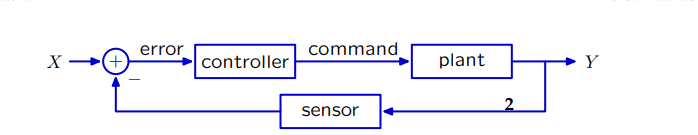 error
command
X
+
controller
plant
Y
−
sensor
2